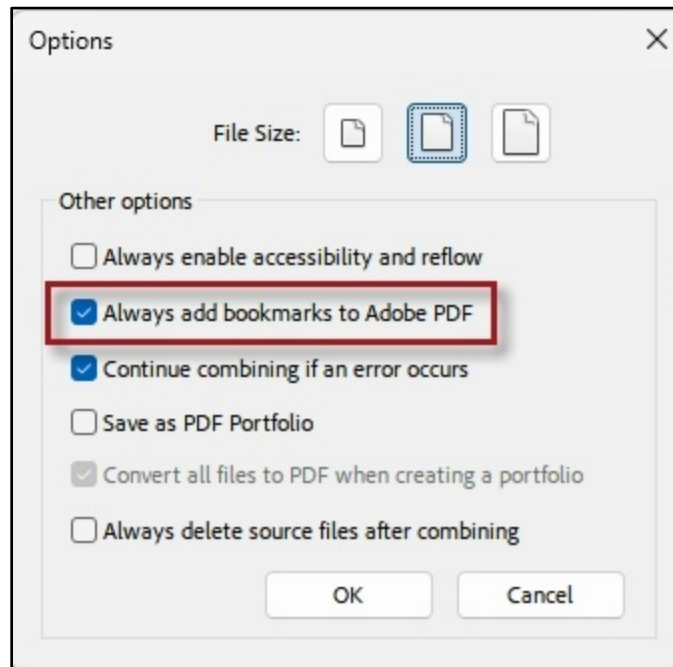 Options
File Size:
Other options
Always enable accessibility and reflow
Always add bookmarks to Adobe PDF
Continue combining if an error occurs
Save as PDF Portfolio
Convert all files to PDF when creating a portfolio
Always delete source files after combining
OK Cancel